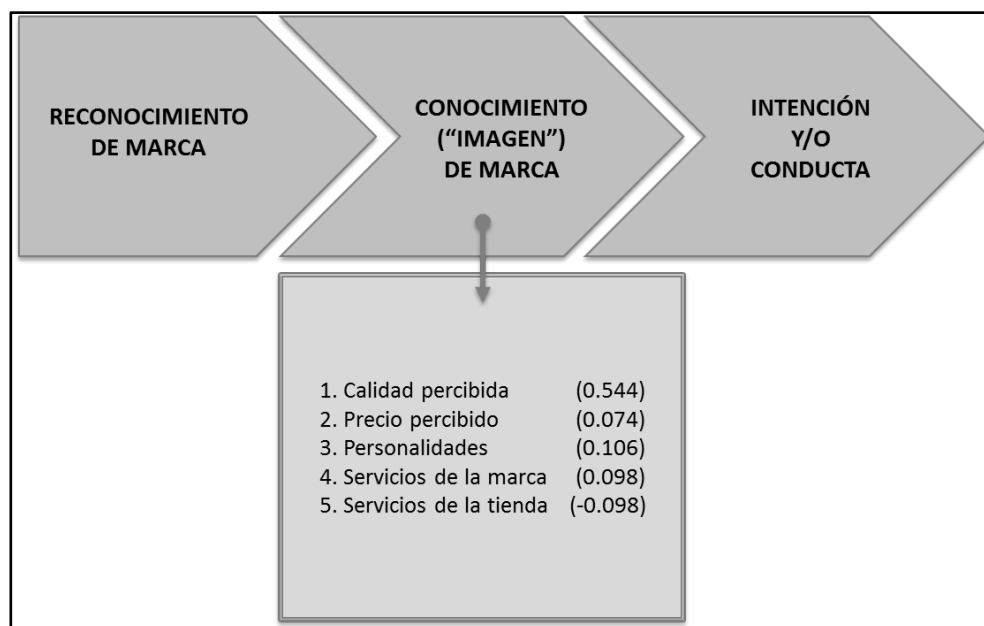 RECONOCIMIENTO
DE MARCA
CONOCIMIENTO
(“IMAGEN”)
DE MARCA
INTENCIÓN
Y/O
CONDUCTA
1. Calidad percibida (0.544)
2. Precio percibido (0.074)
3. Personalidades (0.106)
4. Servicios de la marca (0.098)
5. Servicios de la tienda (-0.098)